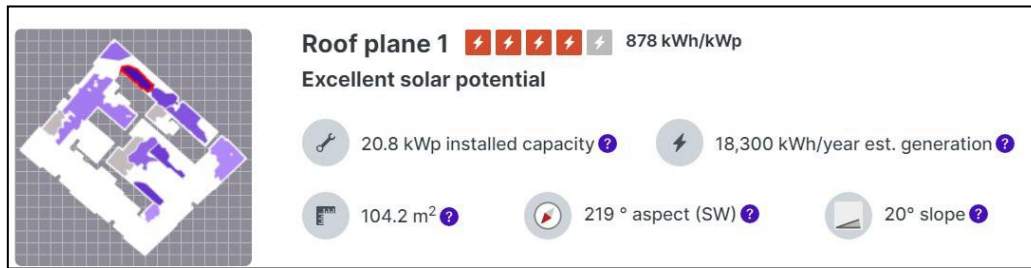 Roof plane 1 878 kWh/kWp
Excellent solar potential
20.8 kWp installed capacity ? 18,300 kWh/year est. generation ?
104.2 m² ? 219 ° aspect (SW) ? 20° slope ?